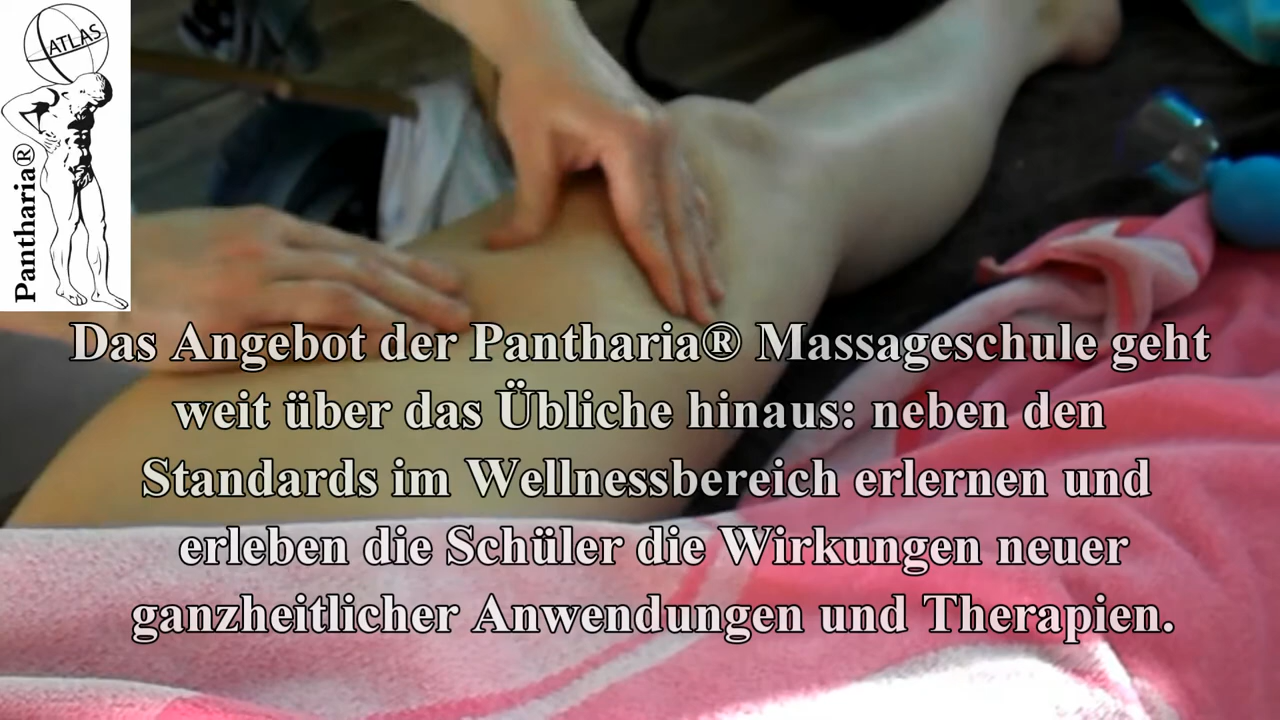 ATLAS
Pantharia®
Das Angebot der Pantharia® Massageschule geht
weit über das Übliche hinaus: neben den
Standards im Wellnessbereich erlernen und
erleben die Schüler die Wirkungen neuer
ganzheitlicher Anwendungen und Therapien.